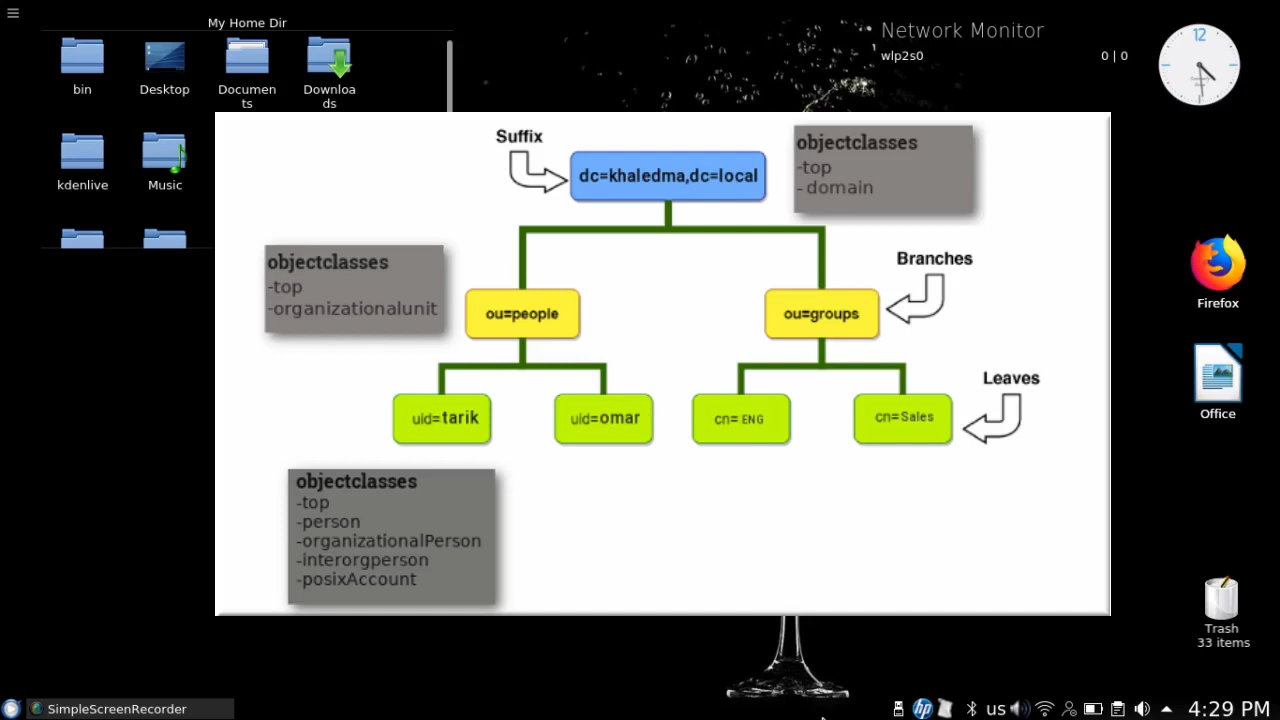 My Home Dir
Network Monitor
wlp2s0
0 | 0
12
bin
Desktop
Documen
ts
Downloa
ds
kdenlive
Music
Suffix
dc=khaledma,dc=local
objectclasses
-top
- domain
objectclasses
-top
-organizationalunit
ou=people
ou=groups
Branches
Leaves
uid=tarik
uid=omar
cn= ENG
cn=Sales
objectclasses
-top
-person
-organizationalPerson
-interorgperson
-posixAccount
Firefox
Office
Trash
33 items
SimpleScreenRecorder
hp
us
4:29 PM